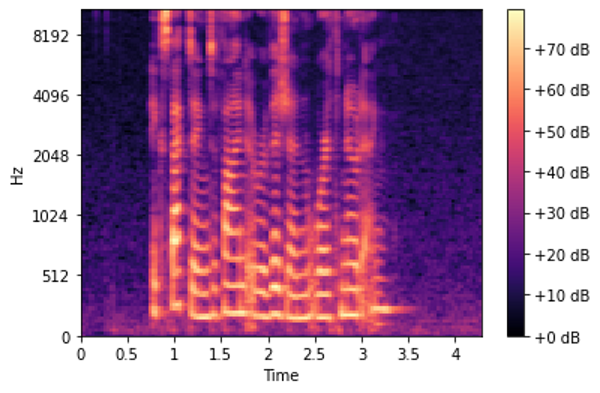 8192
4096
2048
1024
512
0
Hz
0 0.5 1 1.5 2 2.5 3 3.5 4
Time
+70 dB
+60 dB
+50 dB
+40 dB
+30 dB
+20 dB
+10 dB
+0 dB